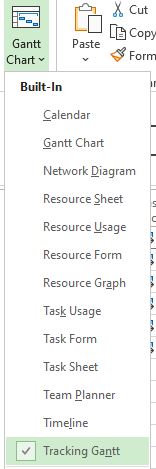 Gantt
Chart
Paste
Cut
Copy
Form
Built-In
Calendar
Gantt Chart
Network Diagram
Resource Sheet
Resource Usage
Resource Form
Resource Graph
Task Usage
Task Form
Task Sheet
Team Planner
Timeline
Tracking Gantt